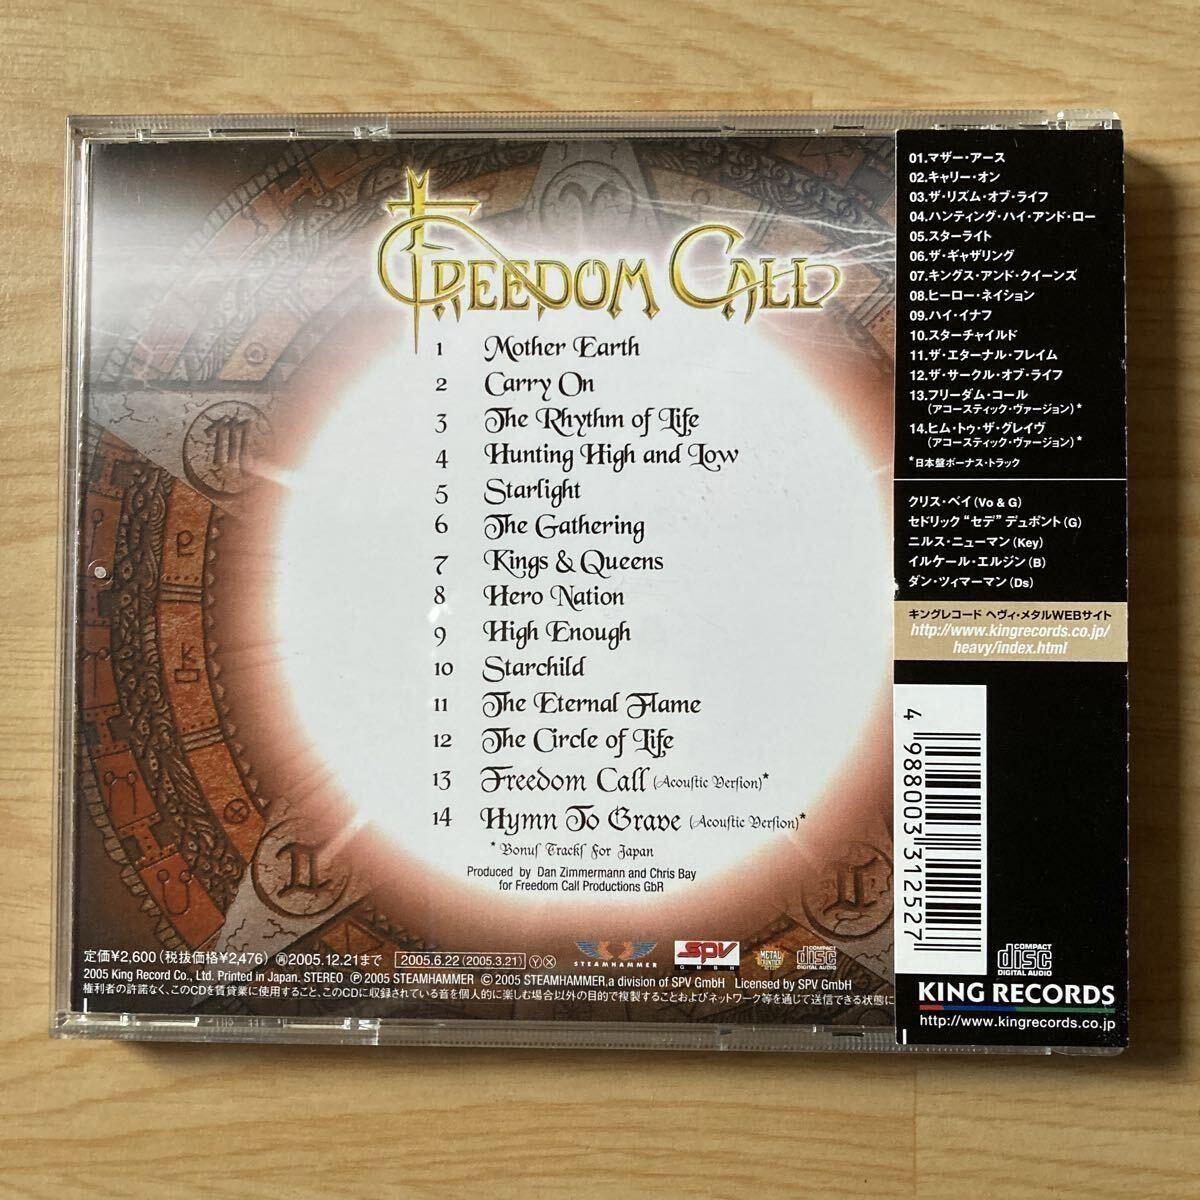 FREEDOM CALL
1 Mother Earth
2 Carry On
3 The Rhythm of Life
4 Hunting High and Low
5 Starlight
6 The Gathering
7 Kings & Queens
8 Hero Nation
9 High Enough
10 Starchild
11 The Eternal Flame
12 The Circle of Life
13 Freedom Call (Acouſtic Verſion)*
14 Hymn To Grave (Acouſtic Verſion)*
* Bonuſ Trackſ For Japan
Produced by Dan Zimmermann and Chris Bay
for Freedom Call Productions GbR
定価¥2,600(税抜価格¥2,476) 再2005.12.21まで 2005.6.22(2005.3.21) Ⓨ Ⓧ
STEAMHAMMER
SPV
GMBH
METAL
2005 King Record Co., Ltd. Printed in Japan. STEREO Ⓟ2005 STEAMHAMMER ©2005 STEAMHAMMER,a division of SPV GmbH Licensed by SPV GmbH
権利者の許諾なく、このCDを賃貸業に使用すること、このCDに収録されている音を個人的に楽しむ場合以外の目的で複製することおよびネットワーク等を通じて送信できる状態に
COMPACT
DIGITAL AUDIO
01.マザー・アース
02.キャリー・オン
03.ザ・リズム・オブ・ライフ
04.ハンティング・ハイ・アンド・ロー
05.スターライト
06.ザ・ギャザリング
07.キングス・アンド・クイーンズ
08.ヒーロー・ネイション
09.ハイ・イナフ
10.スターチャイルド
11.ザ・エターナル・フレイム
12.ザ・サークル・オブ・ライフ
13.フリーダム・コール
(アコースティック・ヴァージョン)*
14.ヒム・トゥ・ザ・グレイヴ
(アコースティック・ヴァージョン)*
*日本盤ボーナス・トラック
クリス・ベイ(Vo & G)
セドリック“セデ”デュポント(G)
ニルス・ニューマン(Key)
イルケール・エルジン(B)
ダン・ツィマーマン(Ds)
キングレコード ヘヴィ・メタルWEBサイト
http://www.kingrecords.co.jp/
heavy/index.html
4 988003 312527
COMPACT
disc
DIGITAL AUDIO
KING RECORDS
http://www.kingrecords.co.jp